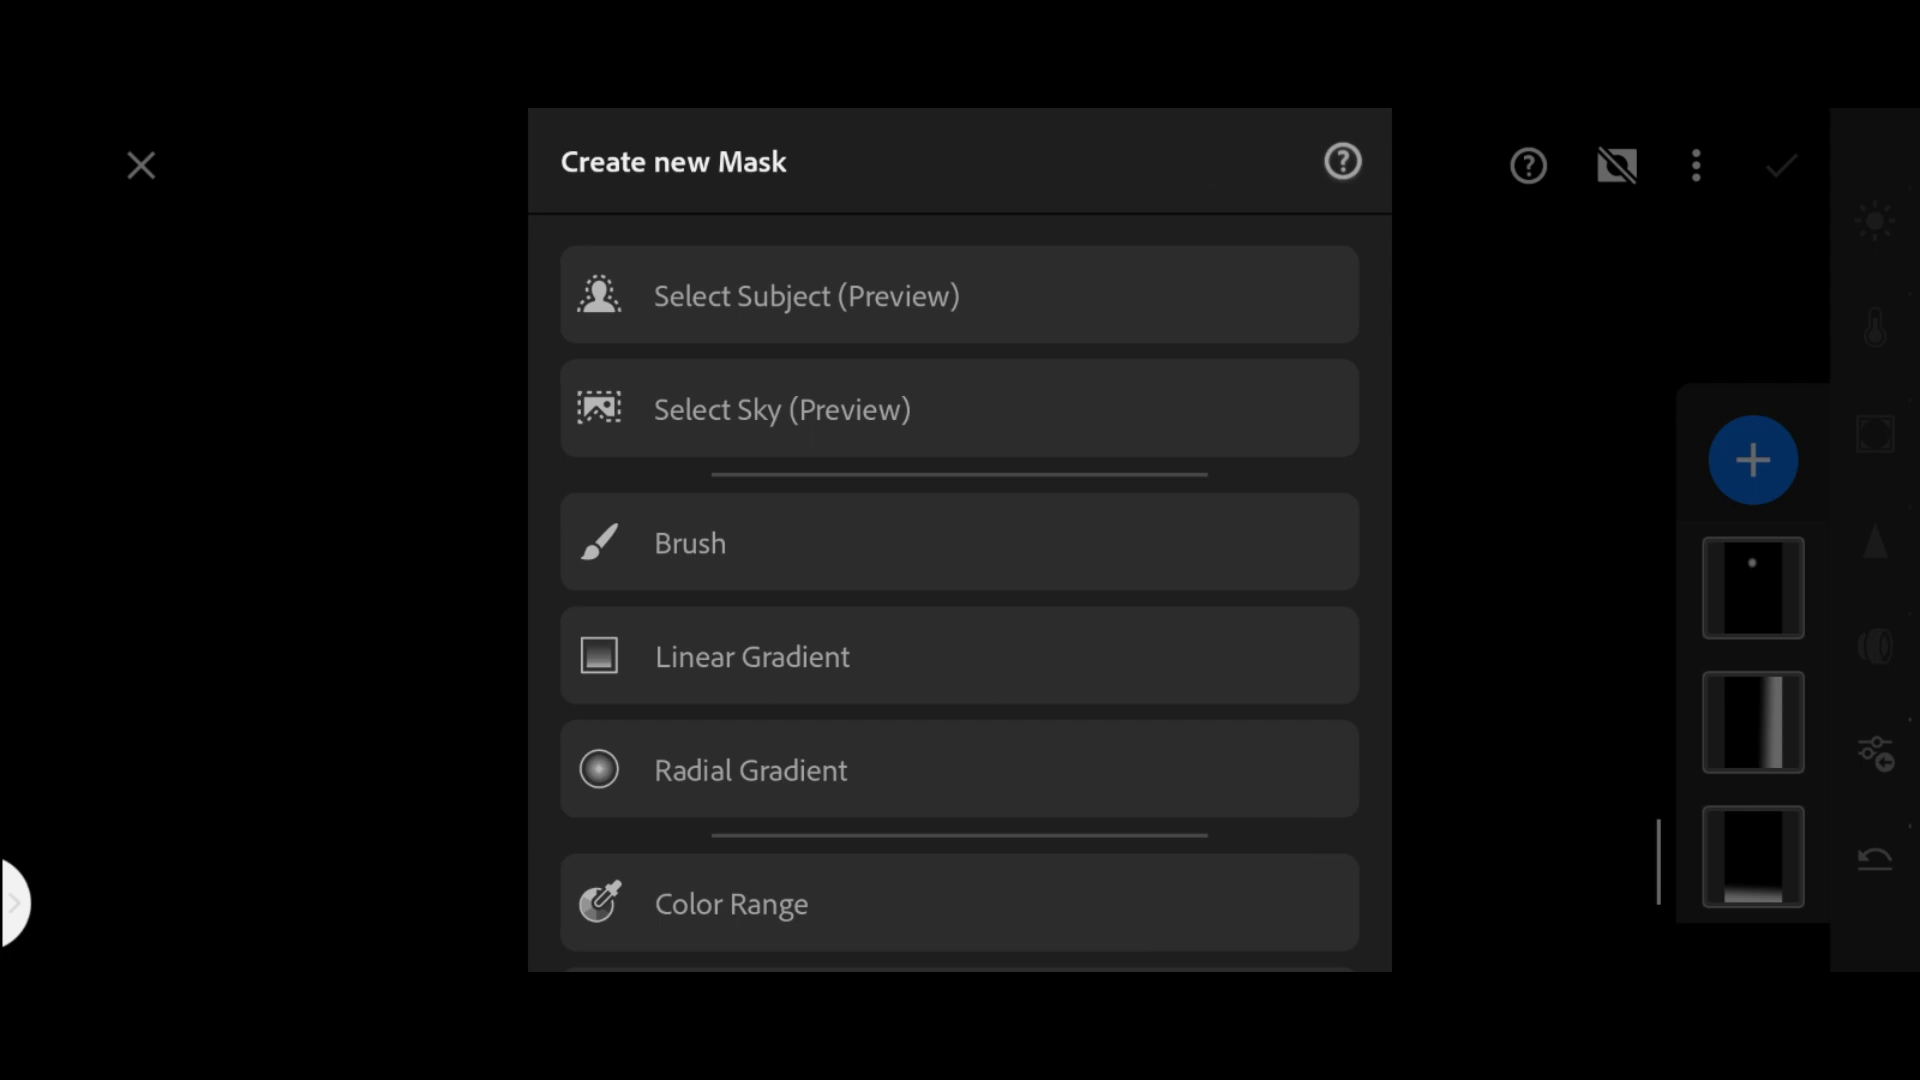 Create new Mask
Select Subject (Preview)
Select Sky (Preview)
Brush
Linear Gradient
Radial Gradient
Color Range